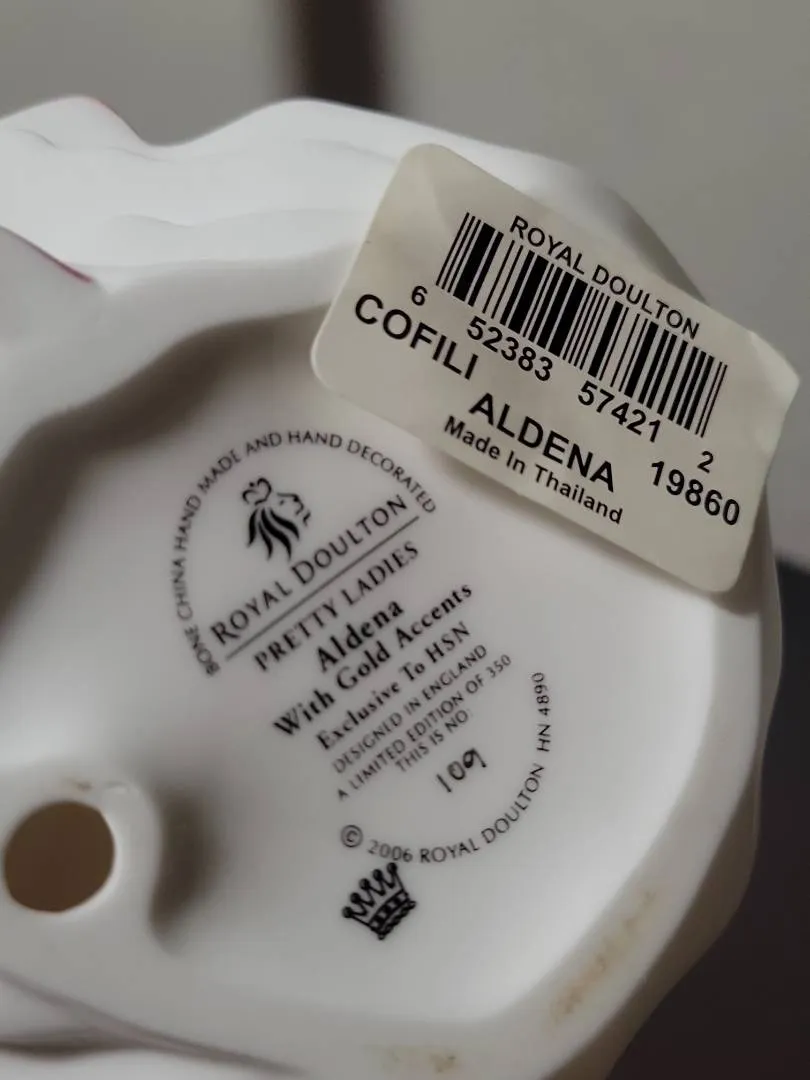 ROYAL DOULTON
6 52383 57421 2
COFILI
ALDENA 19860
Made In Thailand
BONE CHINA HAND MADE AND HAND DECORATED
ROYAL DOULTON
PRETTY LADIES
Aldena
With Gold Accents
Exclusive To HSN
DESIGNED IN ENGLAND
A LIMITED EDITION OF 350
THIS IS NO.
109
© 2006 ROYAL DOULTON HN 4890